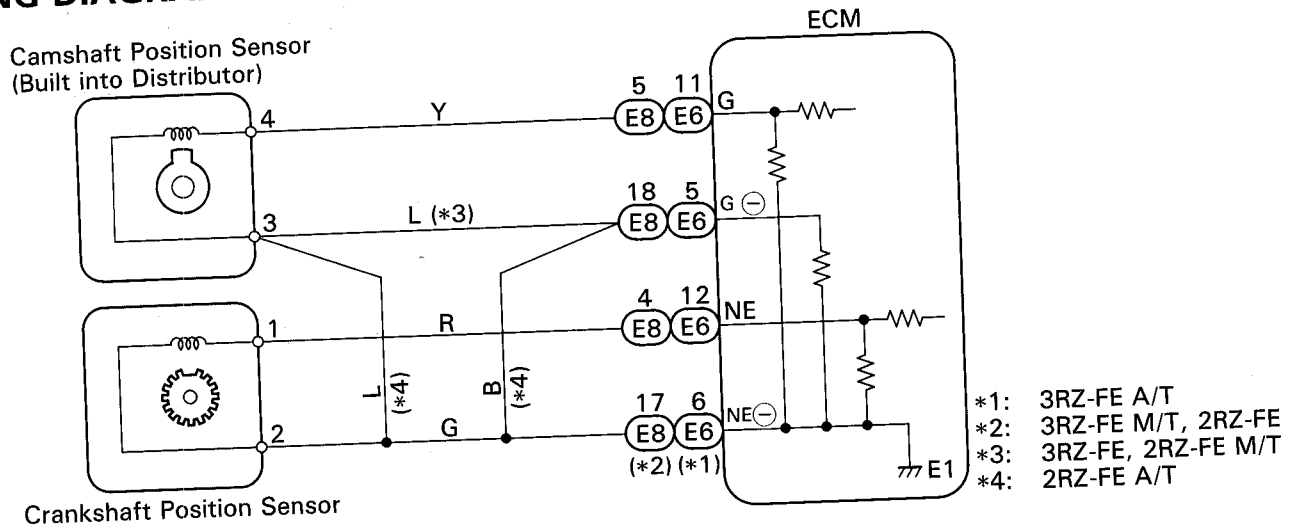 NG DIAGRA
ECM
Camshaft Position Sensor
(Built into Distributor)
4
Y
5 11
E8 E6
G
3
L (*3)
18 5
E8 E6
G ⊖
1
R
4 12
E8 E6
NE
L (*4)
B (*4)
2
G
17 6
E8 E6
(*2) (*1)
NE⊖
E1
Crankshaft Position Sensor
*1: 3RZ-FE A/T
*2: 3RZ-FE M/T, 2RZ-FE
*3: 3RZ-FE, 2RZ-FE M/T
*4: 2RZ-FE A/T